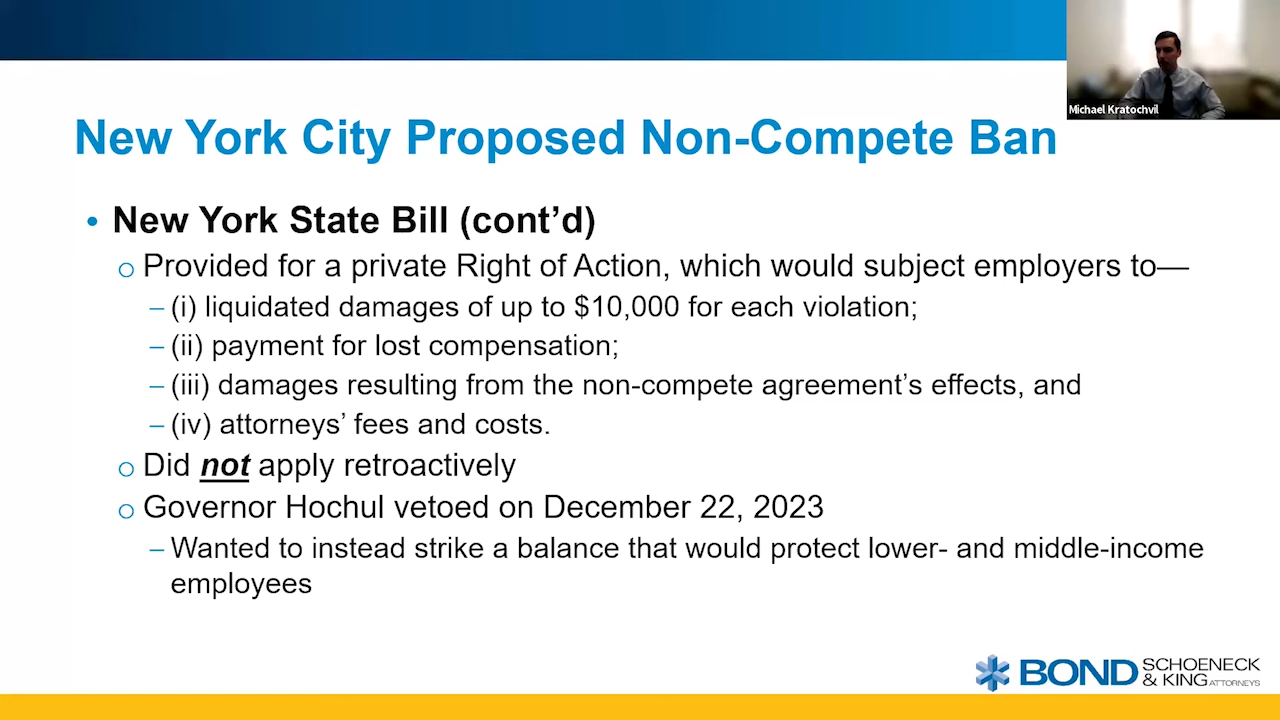 Michael Kratochvil
New York City Proposed Non-Compete Ban
• New York State Bill (cont’d)
o Provided for a private Right of Action, which would subject employers to—
– (i) liquidated damages of up to $10,000 for each violation;
– (ii) payment for lost compensation;
– (iii) damages resulting from the non-compete agreement’s effects, and
– (iv) attorneys’ fees and costs.
o Did not apply retroactively
o Governor Hochul vetoed on December 22, 2023
– Wanted to instead strike a balance that would protect lower- and middle-income
employees
BOND SCHOENECK
& KING ATTORNEYS